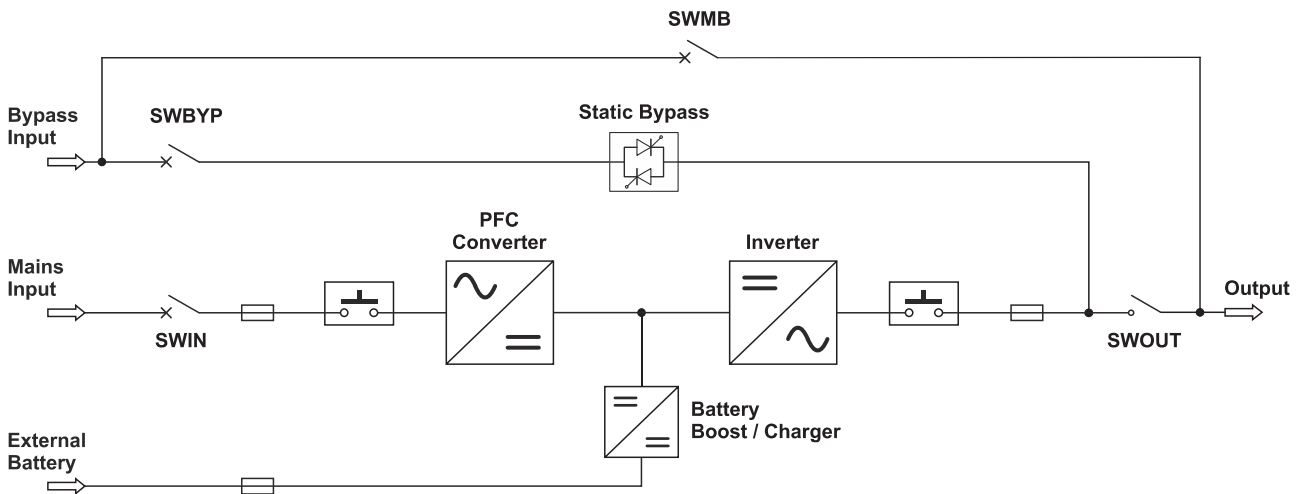 SWMB
Bypass
Input
SWBYP
Static Bypass
PFC
Converter
Inverter
Mains
Input
SWIN
Output
SWOUT
Battery
Boost / Charger
External
Battery